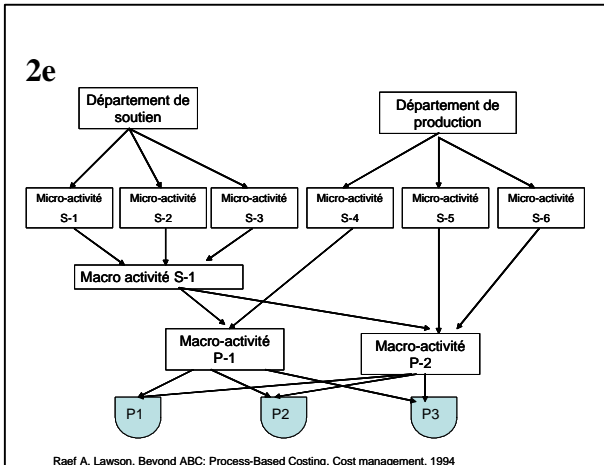 2e
Département de
soutien
Département de
production
Micro-activité
S-1
Micro-activité
S-2
Micro-activité
S-3
Micro-activité
S-4
Micro-activité
S-5
Micro-activité
S-6
Macro activité S-1
Macro-activité
P-1
Macro-activité
P-2
P1
P2
P3
Raef A. Lawson, Beyond ABC: Process-Based Costing, Cost management, 1994